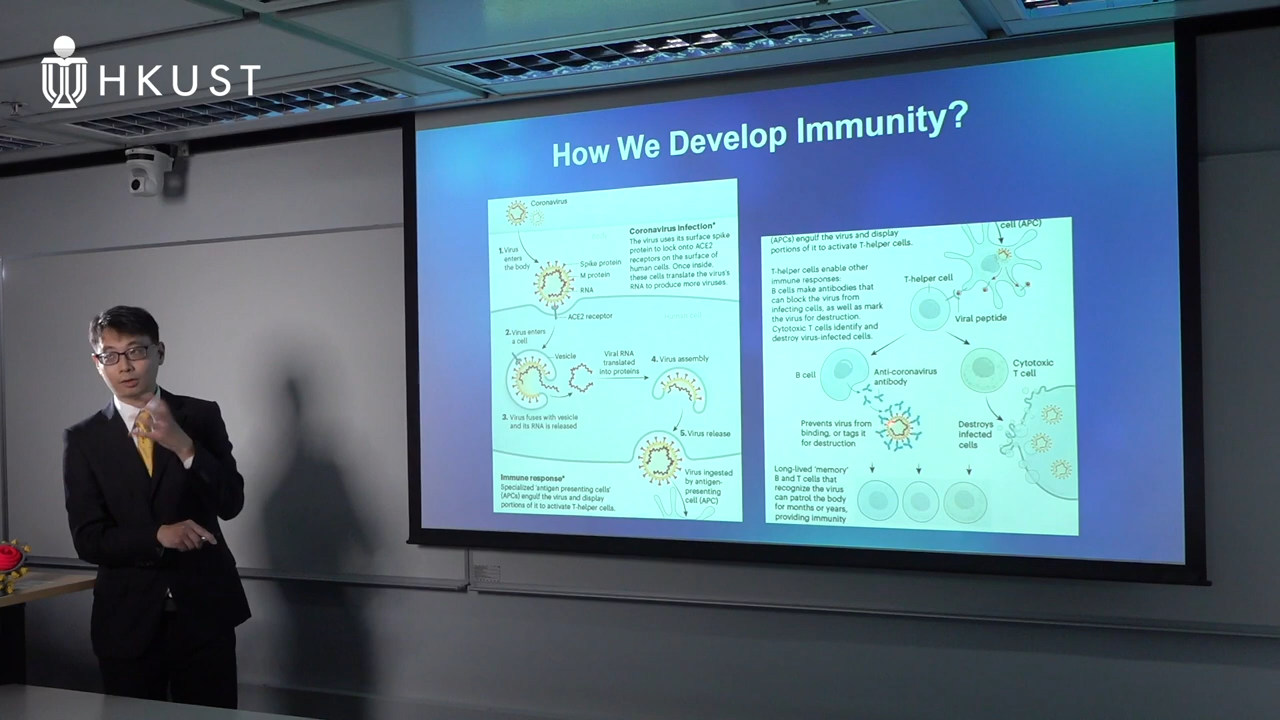 HKUST
How We Develop Immunity?
Coronavirus
Coronavirus infection*
The virus uses its surface spike
protein to lock onto ACE2
receptors on the surface of
human cells. Once inside,
these cells translate the virus's
RNA to produce more viruses.
1. Virus
enters
the body
Spike protein
M protein
RNA
ACE2 receptor
2. Virus enters
a cell
Vesicle
Viral RNA
translated
into proteins
4. Virus assembly
3. Virus fuses with vesicle
and its RNA is released
5. Virus release
Immune response*
Specialized 'antigen presenting cells'
(APCs) engulf the virus and display
portions of it to activate T-helper cells.
Virus ingested
by antigen-
presenting
cell (APC)
(APCs) engulf the virus and display
portions of it to activate T-helper cells.
cell (APC)
T-helper cells enable other
immune responses:
B cells make antibodies that
can block the virus from
infecting cells, as well as mark
the virus for destruction.
Cytotoxic T cells identify and
destroy virus-infected cells.
T-helper cell
Viral peptide
B cell
Anti-coronavirus
antibody
Cytotoxic
T cell
Prevents virus from
binding, or tags it
for destruction
Destroys
infected
cells
Long-lived 'memory'
B and T cells that
recognize the virus
can patrol the body
for months or years,
providing immunity